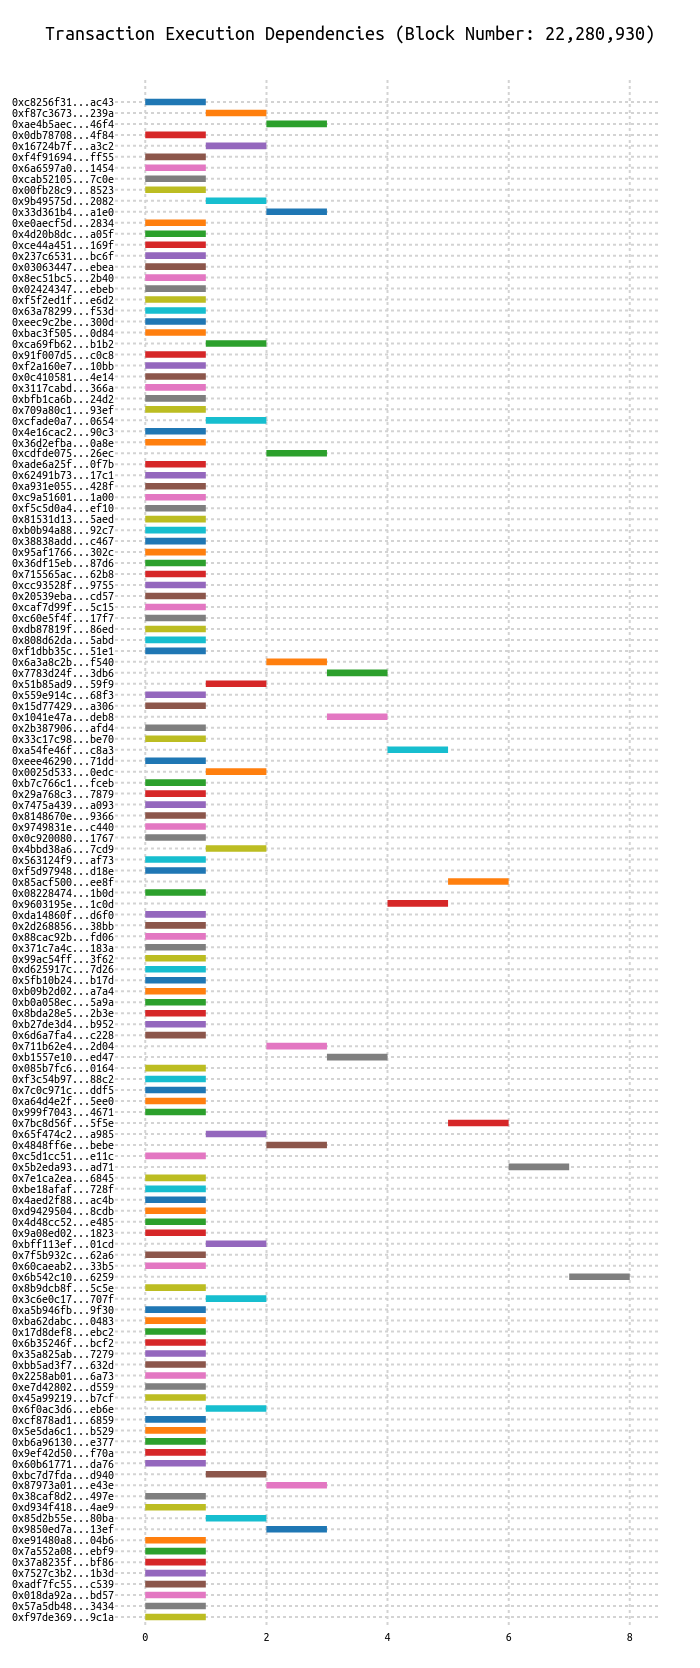 Transaction Execution Dependencies (Block Number: 22,280,930)
0xc8256f31...ac43
0xf87c3673...239a
0xae4b5aec...46f4
0x0db78708...4f84
0x16724b7f...a3c2
0xf4f91694...ff55
0x6a6597a0...1454
0xcab52105...7c0e
0x00fb28c9...8523
0x9b49575d...2082
0x33d361b4...a1e0
0xe0aecf5d...2834
0x4d20b8dc...a05f
0xce44a451...169f
0x237c6531...bc6f
0x03063447...ebea
0x8ec51bc5...2b40
0x02424347...ebeb
0xf5f2ed1f...e6d2
0x63a78299...f53d
0xeec9c2be...300d
0xbac3f505...0d84
0xca69fb62...b1b2
0x91f007d5...c0c8
0xf2a160e7...10bb
0x0c410581...4e14
0x3117cabd...366a
0xbfb1ca6b...24d2
0x709a80c1...93ef
0xcfade0a7...0654
0x4e16cac2...90c3
0x36d2efba...0a8e
0xcdfde075...26ec
0xade6a25f...0f7b
0x62491b73...17c1
0xa931e055...428f
0xc9a51601...1a00
0xf5c5d0a4...ef10
0x81531d13...5aed
0xb0b94a88...92c7
0x38838add...c467
0x95af1766...302c
0x36df15eb...87d6
0x715565ac...62b8
0xcc93528f...9755
0x20539eba...cd57
0xcaf7d99f...5c15
0xc60e5f4f...17f7
0xdb87819f...86ed
0x808d62da...5abd
0xf1dbb35c...51e1
0x6a3a8c2b...f540
0x7783d24f...3db6
0x51b85ad9...59f9
0x559e914c...68f3
0x15d77429...a306
0x1041e47a...deb8
0x2b387906...afd4
0x33c17c98...be70
0xa54fe46f...c8a3
0xeee46290...71dd
0x0025d533...0edc
0xb7c766c1...fceb
0x29a768c3...7879
0x7475a439...a093
0x8148670e...9366
0x9749831e...c440
0x0c920080...1767
0x4bbd38a6...7cd9
0x563124f9...af73
0xf5d97948...d18e
0x85acf500...ee8f
0x08228474...1b0d
0x9603195e...1c0d
0xda14860f...d6f0
0x2d268856...38bb
0x88cac92b...fd06
0x371c7a4c...183a
0x99ac54ff...3f62
0xd625917c...7d26
0x5fb10b24...b17d
0xb09b2d02...a7a4
0xb0a058ec...5a9a
0x8bda28e5...2b3e
0xb27de3d4...b952
0x6d6a7fa4...c228
0x711b62e4...2d04
0xb1557e10...ed47
0x085b7fc6...0164
0xf3c54b97...88c2
0x7c0c971c...ddf5
0xa64d4e2f...5ee0
0x999f7043...4671
0x7bc8d56f...5f5e
0x65f474c2...a985
0x4848ff6e...bebe
0xc5d1cc51...e11c
0x5b2eda93...ad71
0x7e1ca2ea...6845
0xbe18afaf...728f
0x4aed2f88...ac4b
0xd9429504...8cdb
0x4d48cc52...e485
0x9a08ed02...1823
0xbff113ef...01cd
0x7f5b932c...62a6
0x60caeab2...33b5
0x6b542c10...6259
0x8b9dcb8f...5c5e
0x3c6e0c17...707f
0xa5b946fb...9f30
0xba62dabc...0483
0x17d8def8...ebc2
0x6b35246f...bcf2
0x35a825ab...7279
0xbb5ad3f7...632d
0x2258ab01...6a73
0xe7d42802...d559
0x45a99219...b7cf
0x6f0ac3d6...eb6e
0xcf878ad1...6859
0x5e5da6c1...b529
0xb6a96130...e377
0x9ef42d50...f70a
0x60b61771...da76
0xbc7d7fda...d940
0x87973a01...e43e
0x38caf8d2...497e
0xd934f418...4ae9
0x85d2b55e...80ba
0x9850ed7a...13ef
0xe91480a8...04b6
0x7a552a08...ebf9
0x37a8235f...bf86
0x7527c3b2...1b3d
0xadf7fc55...c539
0x018da92a...bd57
0x57a5db48...3434
0xf97de369...9c1a
0 2 4 6 8